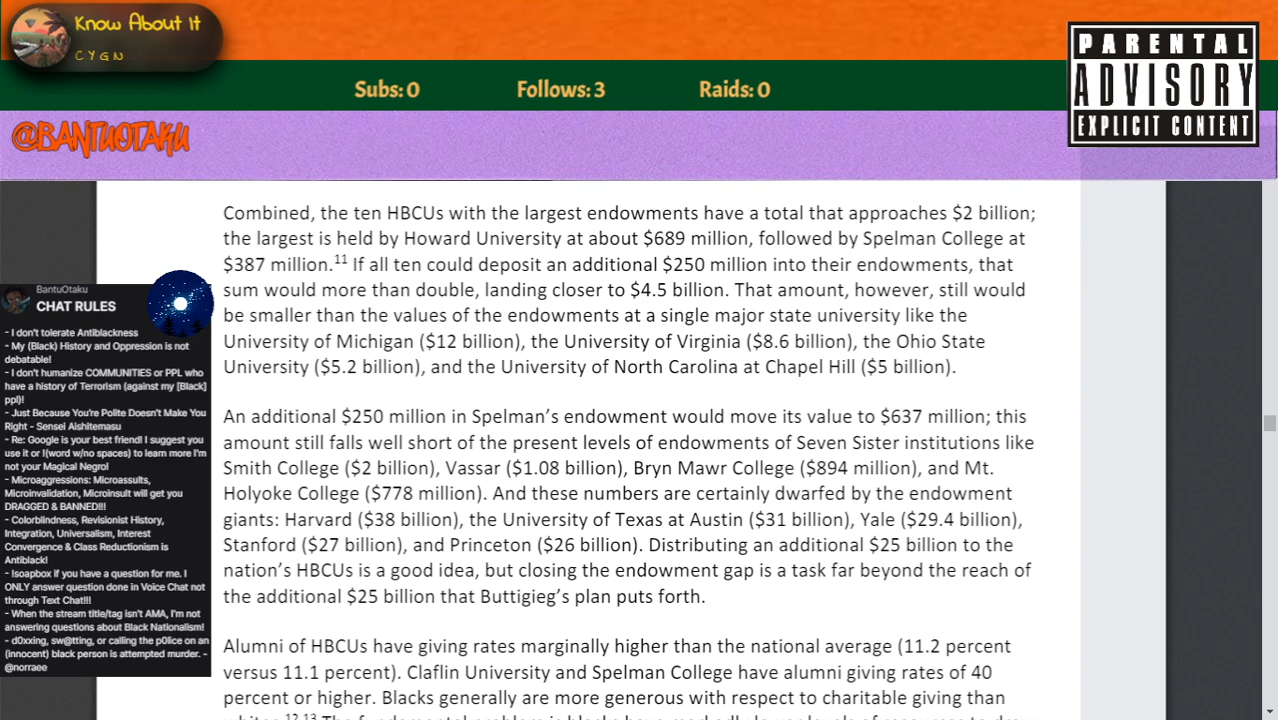 Know About It
CYGN
PARENTAL
ADVISORY
EXPLICIT CONTENT
Subs: 0
Follows: 3
Raids: 0
@BANTUOTAKU
Combined, the ten HBCUs with the largest endowments have a total that approaches $2 billion;
the largest is held by Howard University at about $689 million, followed by Spelman College at
$387 million.11 If all ten could deposit an additional $250 million into their endowments, that
sum would more than double, landing closer to $4.5 billion. That amount, however, still would
be smaller than the values of the endowments at a single major state university like the
University of Michigan ($12 billion), the University of Virginia ($8.6 billion), the Ohio State
University ($5.2 billion), and the University of North Carolina at Chapel Hill ($5 billion).
An additional $250 million in Spelman's endowment would move its value to $637 million; this
amount still falls well short of the present levels of endowments of Seven Sister institutions like
Smith College ($2 billion), Vassar ($1.08 billion), Bryn Mawr College ($894 million), and Mt.
Holyoke College ($778 million). And these numbers are certainly dwarfed by the endowment
giants: Harvard ($38 billion), the University of Texas at Austin ($31 billion), Yale ($29.4 billion),
Stanford ($27 billion), and Princeton ($26 billion). Distributing an additional $25 billion to the
nation's HBCUs is a good idea, but closing the endowment gap is a task far beyond the reach of
the additional $25 billion that Buttigieg's plan puts forth.
Alumni of HBCUs have giving rates marginally higher than the national average (11.2 percent
versus 11.1 percent). Claflin University and Spelman College have alumni giving rates of 40
percent or higher. Blacks generally are more generous with respect to charitable giving than
BantuOtaku
CHAT RULES
- I don't tolerate Antiblackness
- My (Black) History and Oppression is not
debatable!
- I don't humanize COMMUNITIES or PPL who
have a history of Terrorism (against my [Black]
ppl)!
- Just Because You're Polite Doesn't Make You
Right - Sensei Aishitemasu
- Re: Google is your best friend! I suggest you
use it or !(word w/no spaces) to learn more I'm
not your Magical Negro!
- Microaggressions: Microassults,
Microinvalidation, Microinsult will get you
DRAGGED & BANNED!!!
- Colorblindness, Revisionist History,
Integration, Universalism, Interest
Convergence & Class Reductionism is
Antiblack!
- !soapbox if you have a question for me. I
ONLY answer question done in Voice Chat not
through Text Chat!!!
- When the stream title/tag isn't AMA, I'm not
answering questions about Black Nationalism!
- d0xxing, sw@tting, or calling the p0lice on an
(innocent) black person is attempted murder. -
@norraee